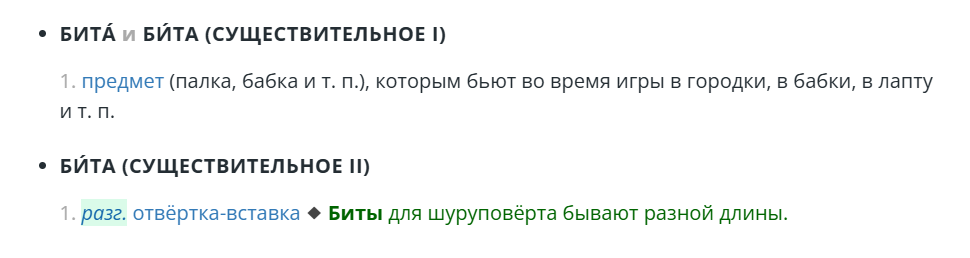 • БИТА́ и БИ́ТА (СУЩЕСТВИТЕЛЬНОЕ I)
1. предмет (палка, бабка и т. п.), которым бьют во время игры в городки, в бабки, в лапту
и т. п.
• БИ́ТА (СУЩЕСТВИТЕЛЬНОЕ II)
1. разг. отвёртка-вставка ◆ Биты для шуруповёрта бывают разной длины.